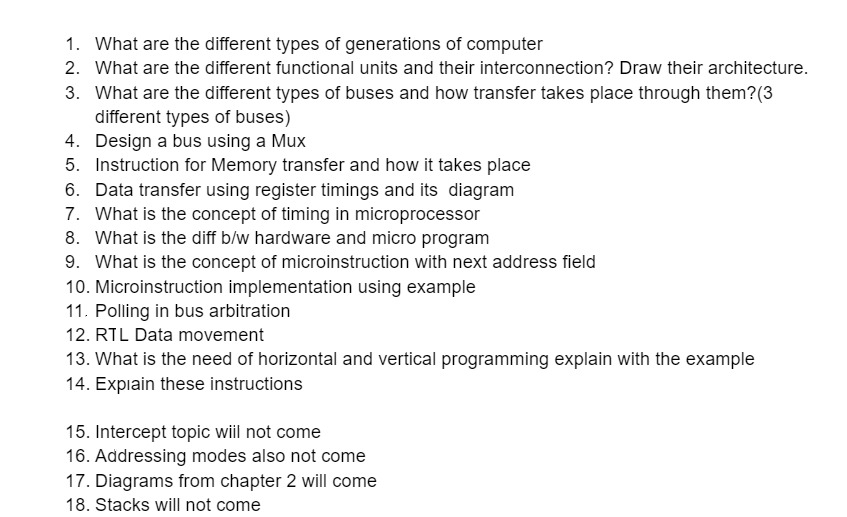 1. What are the different types of generations of computer
2. What are the different functional units and their interconnection? Draw their architecture.
3. What are the different types of buses and how transfer takes place through them?(3
different types of buses)
4. Design a bus using a Mux
5. Instruction for Memory transfer and how it takes place
6. Data transfer using register timings and its diagram
7. What is the concept of timing in microprocessor
8. What is the diff b/w hardware and micro program
9. What is the concept of microinstruction with next address field
10. Microinstruction implementation using example
11. Polling in bus arbitration
12. RTL Data movement
13. What is the need of horizontal and vertical programming explain with the example
14. Explain these instructions
15. Intercept topic will not come
16. Addressing modes also not come
17. Diagrams from chapter 2 will come
18. Stacks will not come